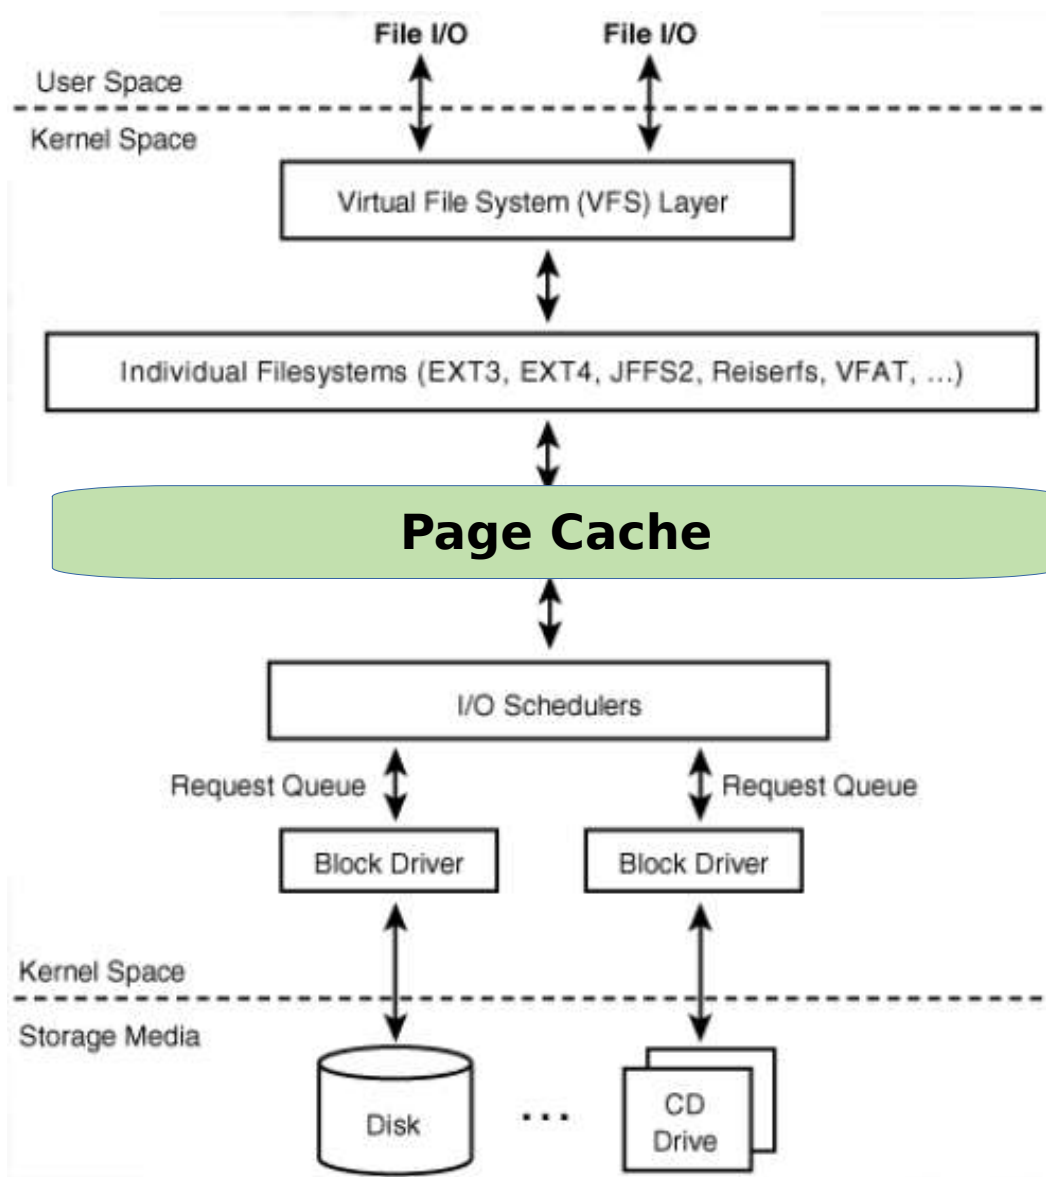 File I/O File I/O
User Space
Kernel Space
Virtual File System (VFS) Layer
Individual Filesystems (EXT3, EXT4, JFFS2, Reiserfs, VFAT, ...)
Page Cache
I/O Schedulers
Request Queue Request Queue
Block Driver Block Driver
Kernel Space
Storage Media
Disk
...
CD
Drive